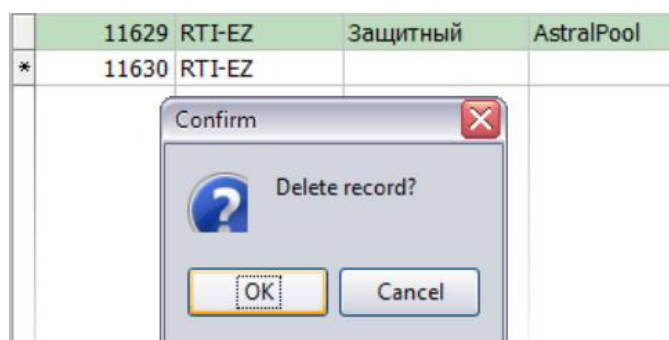 11629 RTI-EZ Защитный AstralPool
* 11630 RTI-EZ
Confirm
Delete record?
OK Cancel